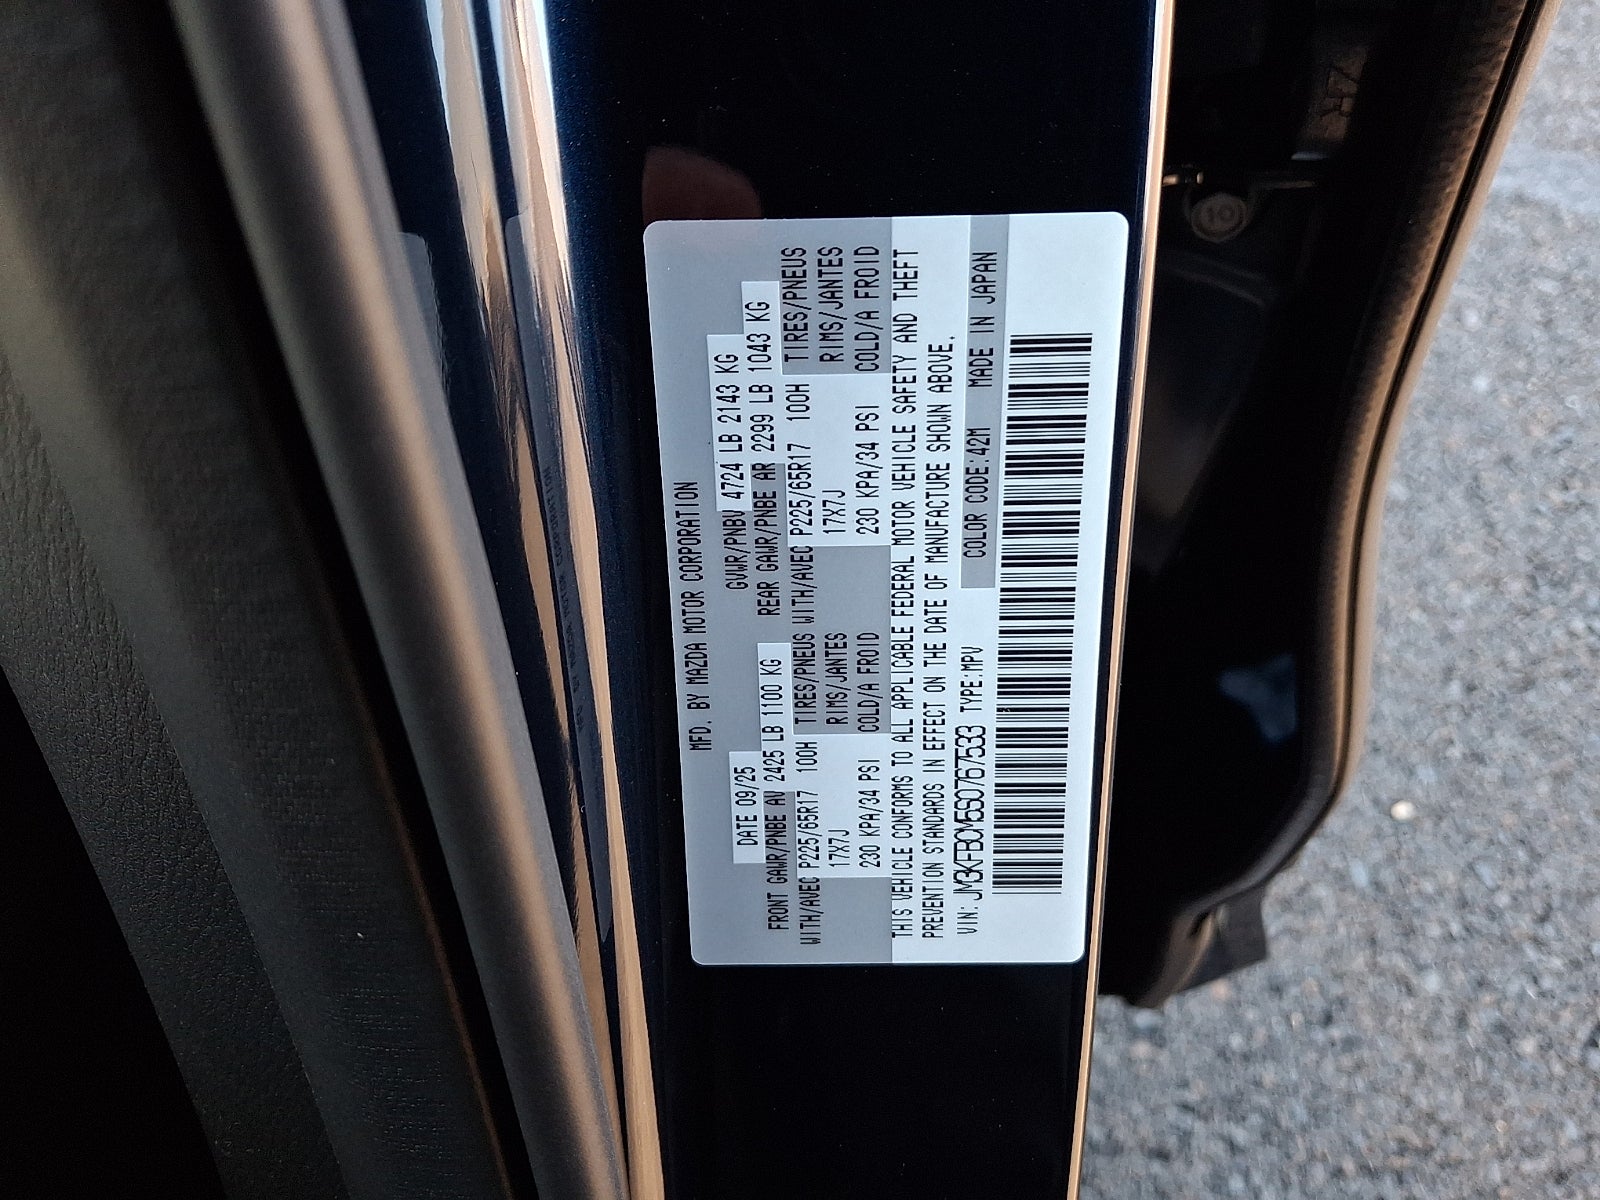 MFD. BY MAZDA MOTOR CORPORATION
DATE 09/25 GVWR/PNBV 4724 LB 2143 KG
FRONT GAWR/PNBE AV 2425 LB 1100 KG REAR GAWR/PNBE AR 2299 LB 1043 KG
WITH/AVEC P225/65R17 100H TIRES/PNEUS WITH/AVEC P225/65R17 100H TIRES/PNEUS
17X7J RIMS/JANTES 17X7J RIMS/JANTES
230 KPA/34 PSI COLD/A FROID 230 KPA/34 PSI COLD/A FROID
THIS VEHICLE CONFORMS TO ALL APPLICABLE FEDERAL MOTOR VEHICLE SAFETY AND THEFT
PREVENTION STANDARDS IN EFFECT ON THE DATE OF MANUFACTURE SHOWN ABOVE.
VIN: JM3KFBCM5S0767533 TYPE:MPV COLOR CODE:42M MADE IN JAPAN
10